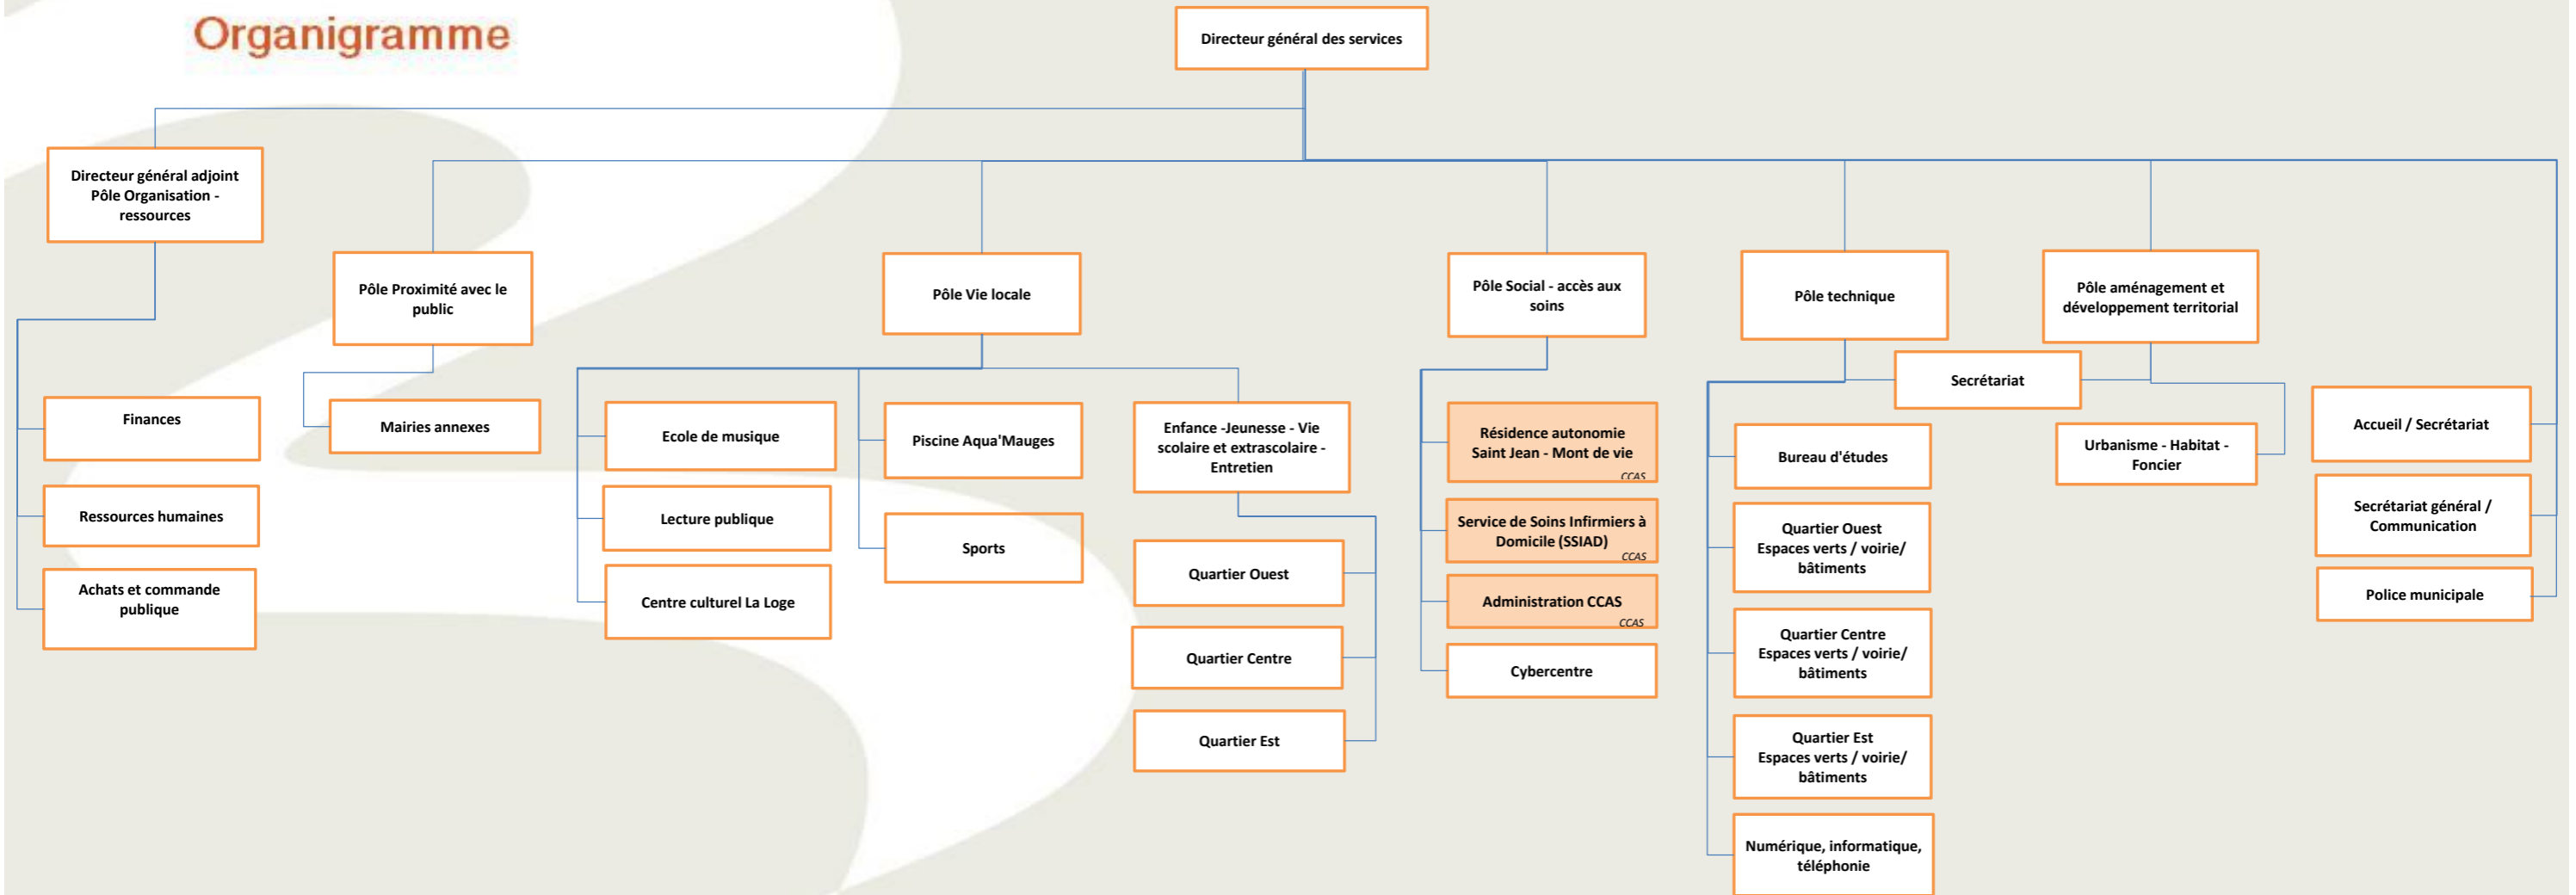 Organigramme
Directeur général des services
Directeur général adjoint
Pôle Organisation -
ressources
Pôle Proximité avec le
public
Pôle Vie locale
Pôle Social - accès aux
soins
Pôle technique
Pôle aménagement et
développement territorial
Secrétariat
Finances
Ressources humaines
Achats et commande
publique
Mairies annexes
Ecole de musique
Lecture publique
Centre culturel La Loge
Piscine Aqua'Mauges
Sports
Enfance -Jeunesse - Vie
scolaire et extrascolaire -
Entretien
Quartier Ouest
Quartier Centre
Quartier Est
Résidence autonomie
Saint Jean - Mont de vie
CCAS
Service de Soins Infirmiers à
Domicile (SSIAD)
CCAS
Administration CCAS
CCAS
Cybercentre
Bureau d'études
Quartier Ouest
Espaces verts / voirie/
bâtiments
Quartier Centre
Espaces verts / voirie/
bâtiments
Quartier Est
Espaces verts / voirie/
bâtiments
Numérique, informatique,
téléphonie
Urbanisme - Habitat -
Foncier
Accueil / Secrétariat
Secrétariat général /
Communication
Police municipale